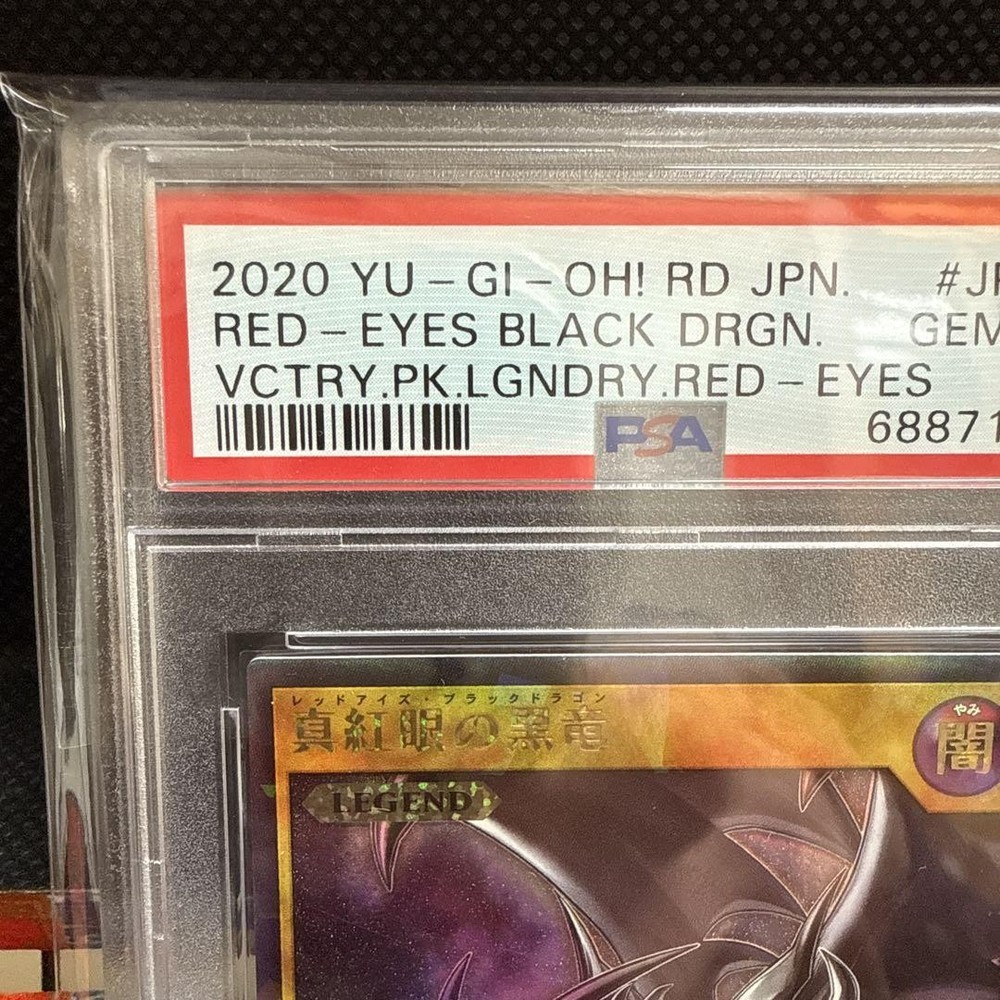 2020 YU-GI-OH! RD JPN. #J
RED-EYES BLACK DRGN. GEM
VCTRY.PK.LGNDRY.RED-EYES
PSA 68871
レッドアイズ・ブラックドラゴン
真紅眼の黒竜
やみ
闇
LEGEND